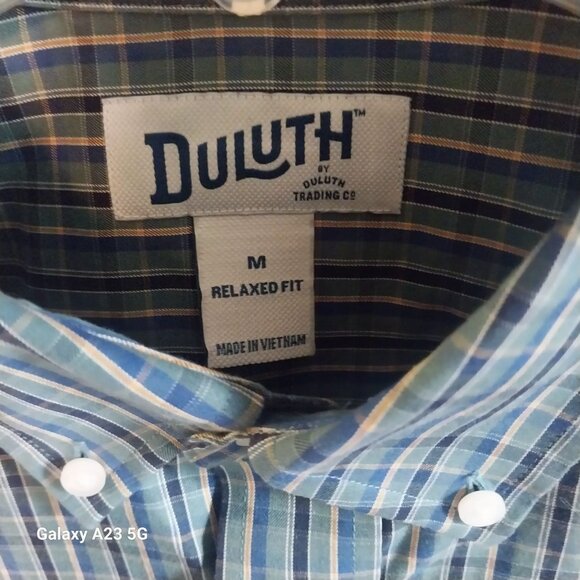 DULUTH™
BY
DULUTH
TRADING Cº
M
RELAXED FIT
MADE IN VIETNAM
Galaxy A23 5G